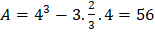 A = 4³ − 3.⅔.4 = 56